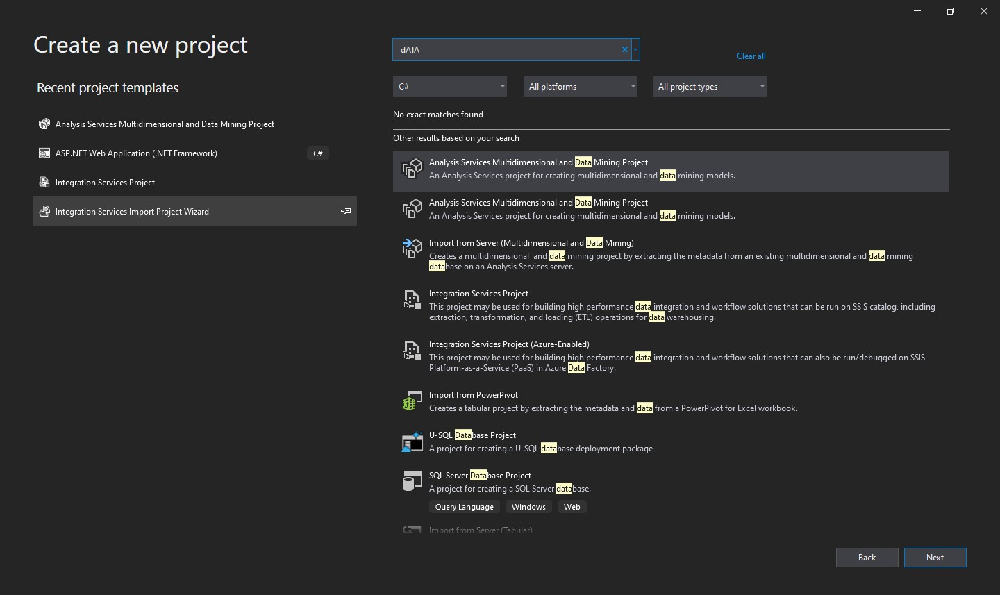 Create a new project
Recent project templates
Analysis Services Multidimensional and Data Mining Project
ASP.NET Web Application (.NET Framework)
C#
Integration Services Project
Integration Services Import Project Wizard
dATA
Clear all
C#
All platforms
All project types
No exact matches found
Other results based on your search
Analysis Services Multidimensional and Data Mining Project
An Analysis Services project for creating multidimensional and data mining models.
Analysis Services Multidimensional and Data Mining Project
An Analysis Services project for creating multidimensional and data mining models.
Import from Server (Multidimensional and Data Mining)
Creates a multidimensional and data mining project by extracting the metadata from an existing multidimensional and data mining
database on an Analysis Services server.
Integration Services Project
This project may be used for building high performance data integration and workflow solutions that can be run on SSIS catalog, including
extraction, transformation, and loading (ETL) operations for data warehousing.
Integration Services Project (Azure-Enabled)
This project may be used for building high performance data integration and workflow solutions that can also be run/debugged on SSIS
Platform-as-a-Service (PaaS) in Azure Data Factory.
Import from PowerPivot
Creates a tabular project by extracting the metadata and data from a PowerPivot for Excel workbook.
U-SQL Database Project
A project for creating a U-SQL database deployment package
SQL Server Database Project
A project for creating a SQL Server database.
Query Language
Windows
Web
Import from Server (Tabular)
Back
Next